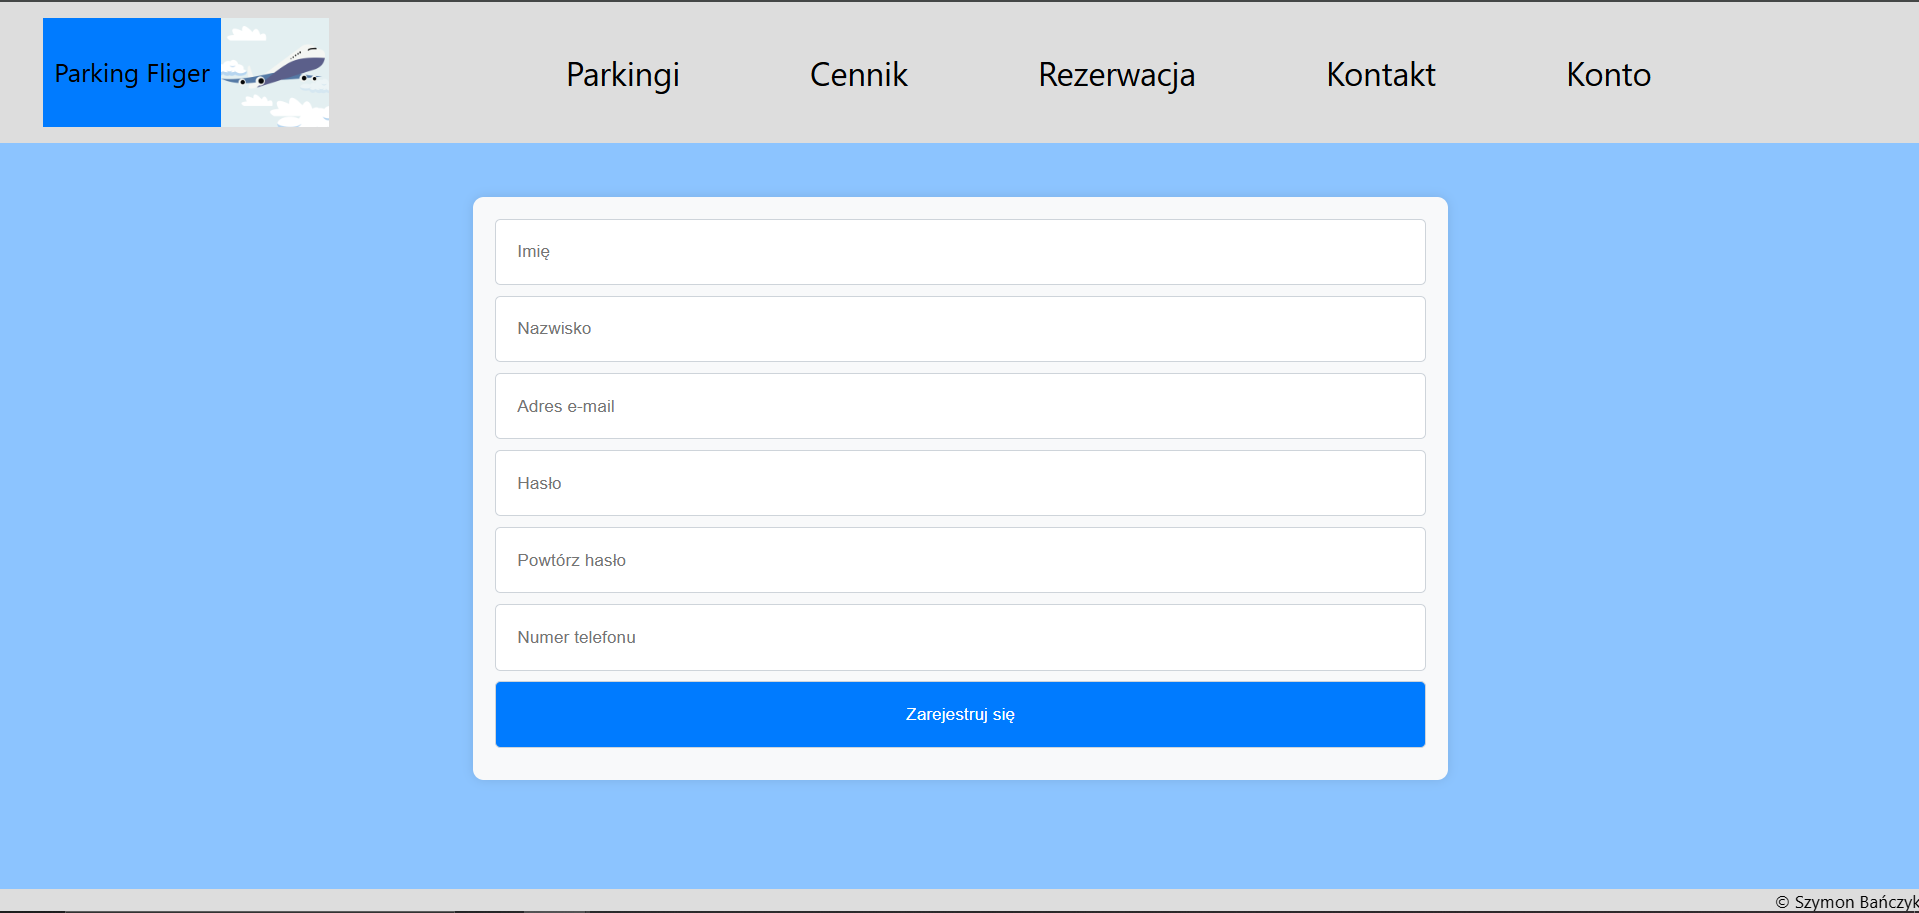 Parking Fliger
Parkingi Cennik Rezerwacja Kontakt Konto
Imię
Nazwisko
Adres e-mail
Hasło
Powtórz hasło
Numer telefonu
Zarejestruj się
© Szymon Bańczyk